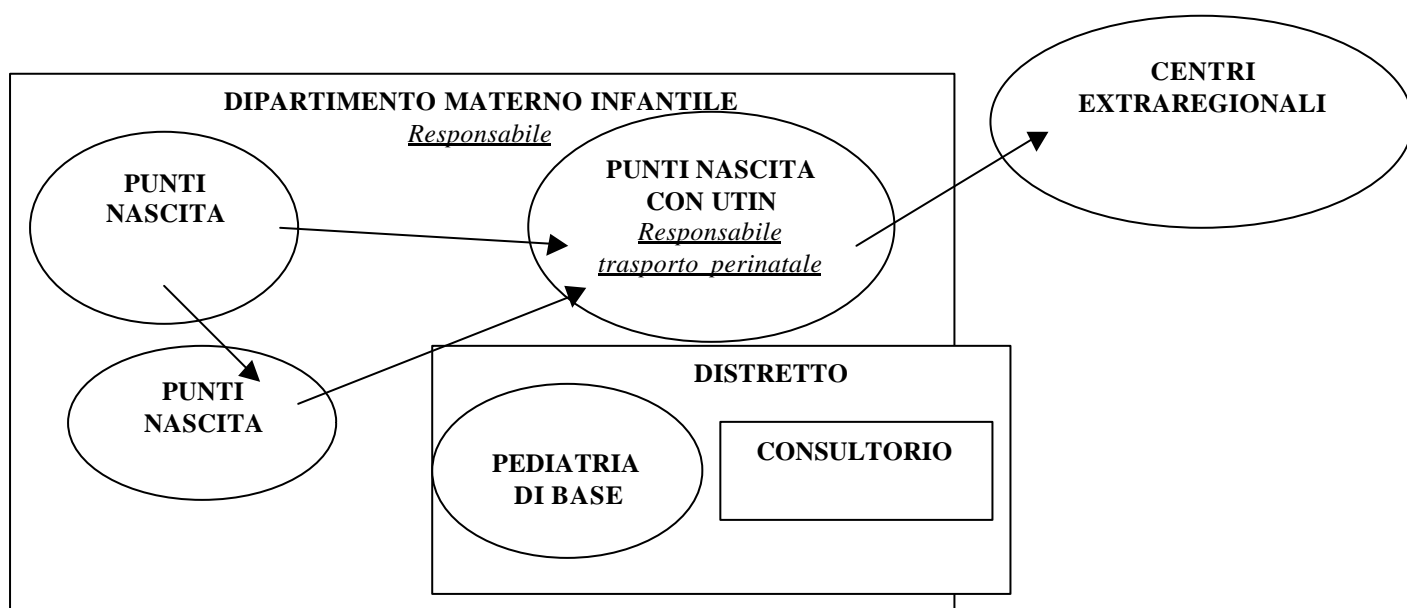 CENTRI
EXTRAREGIONALI
DIPARTIMENTO MATERNO INFANTILE
Responsabile
PUNTI
NASCITA
PUNTI NASCITA
CON UTIN
Responsabile
trasporto perinatale
PUNTI
NASCITA
DISTRETTO
PEDIATRIA
DI BASE
CONSULTORIO